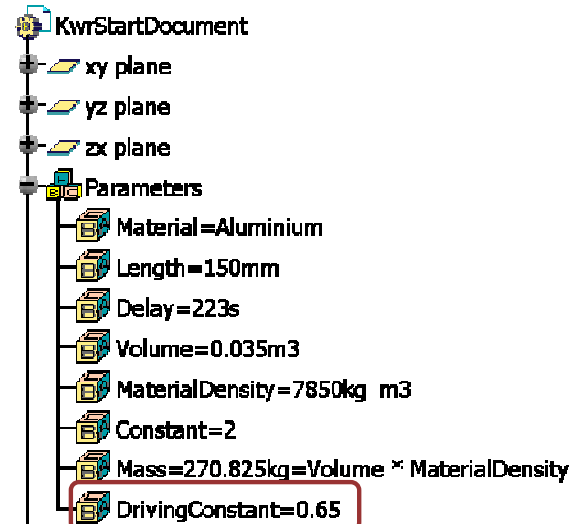 KwrStartDocument
xy plane
yz plane
zx plane
Parameters
Material=Aluminium
Length=150mm
Delay=223s
Volume=0.035m3
MaterialDensity=7850kg m3
Constant=2
Mass=270.825kg=Volume * MaterialDensity
DrivingConstant=0.65